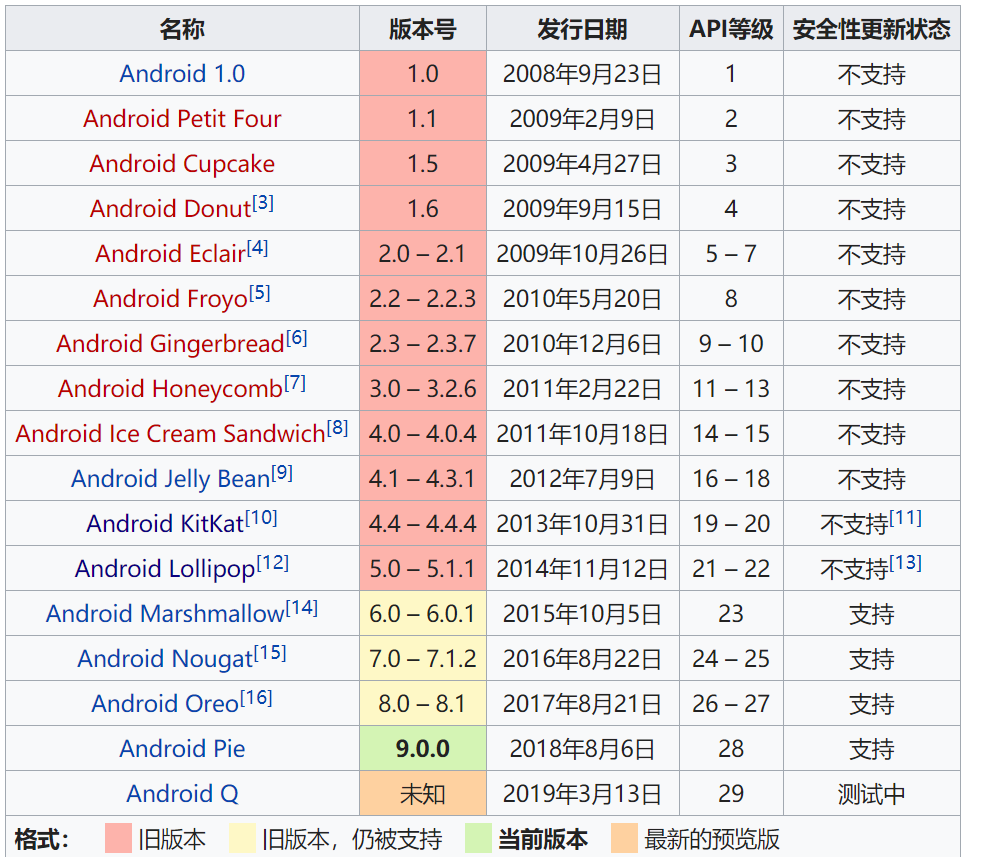 名称 版本号 发行日期 API等级 安全性更新状态
Android 1.0 1.0 2008年9月23日 1 不支持
Android Petit Four 1.1 2009年2月9日 2 不支持
Android Cupcake 1.5 2009年4月27日 3 不支持
Android Donut[3] 1.6 2009年9月15日 4 不支持
Android Eclair[4] 2.0 – 2.1 2009年10月26日 5 – 7 不支持
Android Froyo[5] 2.2 – 2.2.3 2010年5月20日 8 不支持
Android Gingerbread[6] 2.3 – 2.3.7 2010年12月6日 9 – 10 不支持
Android Honeycomb[7] 3.0 – 3.2.6 2011年2月22日 11 – 13 不支持
Android Ice Cream Sandwich[8] 4.0 – 4.0.4 2011年10月18日 14 – 15 不支持
Android Jelly Bean[9] 4.1 – 4.3.1 2012年7月9日 16 – 18 不支持
Android KitKat[10] 4.4 – 4.4.4 2013年10月31日 19 – 20 不支持[11]
Android Lollipop[12] 5.0 – 5.1.1 2014年11月12日 21 – 22 不支持[13]
Android Marshmallow[14] 6.0 – 6.0.1 2015年10月5日 23 支持
Android Nougat[15] 7.0 – 7.1.2 2016年8月22日 24 – 25 支持
Android Oreo[16] 8.0 – 8.1 2017年8月21日 26 – 27 支持
Android Pie 9.0.0 2018年8月6日 28 支持
Android Q 未知 2019年3月13日 29 测试中
格式： 旧版本 旧版本，仍被支持 当前版本 最新的预览版